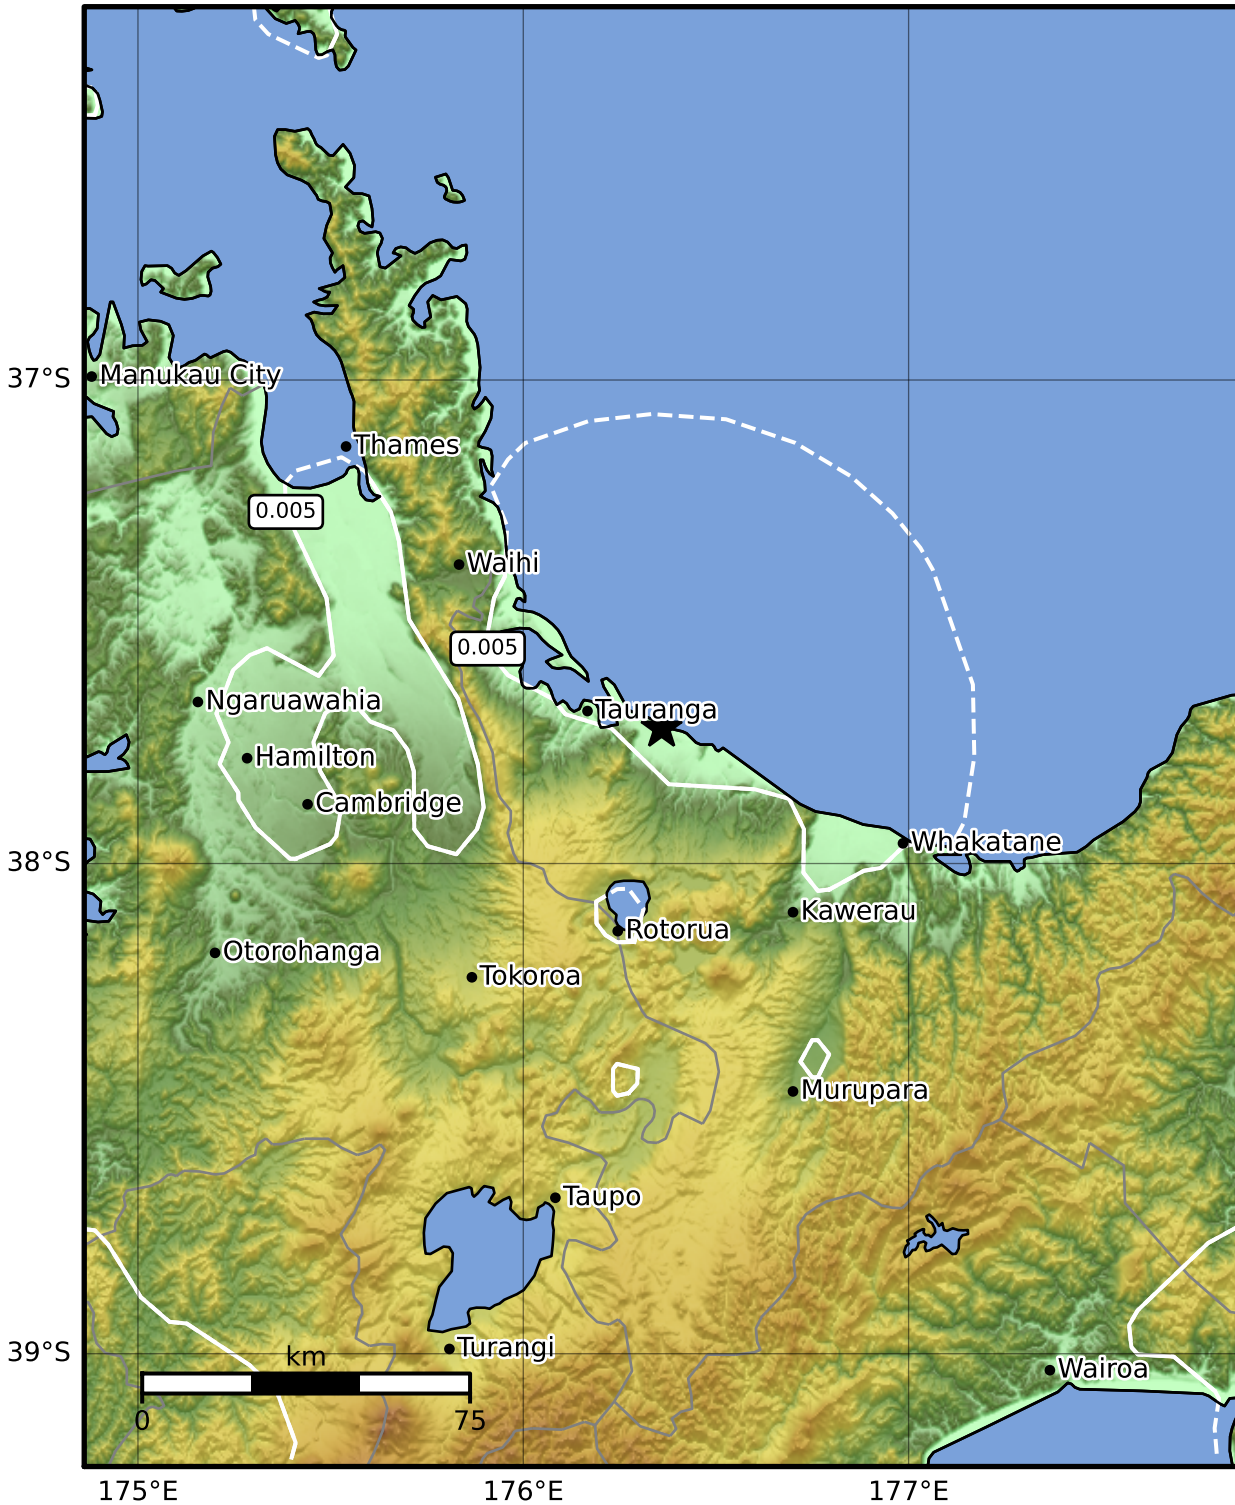 Manukau City
37°S
Thames
0.005
Waihi
0.005
Ngaruawahia
Tauranga
Hamilton
Cambridge
Whakatane
38°S
Kawerau
Rotorua
Otorohanga
Tokoroa
Murupara
Taupo
Turangi
39°S
km
Wairoa
0
75
175°E
176°E
177°E